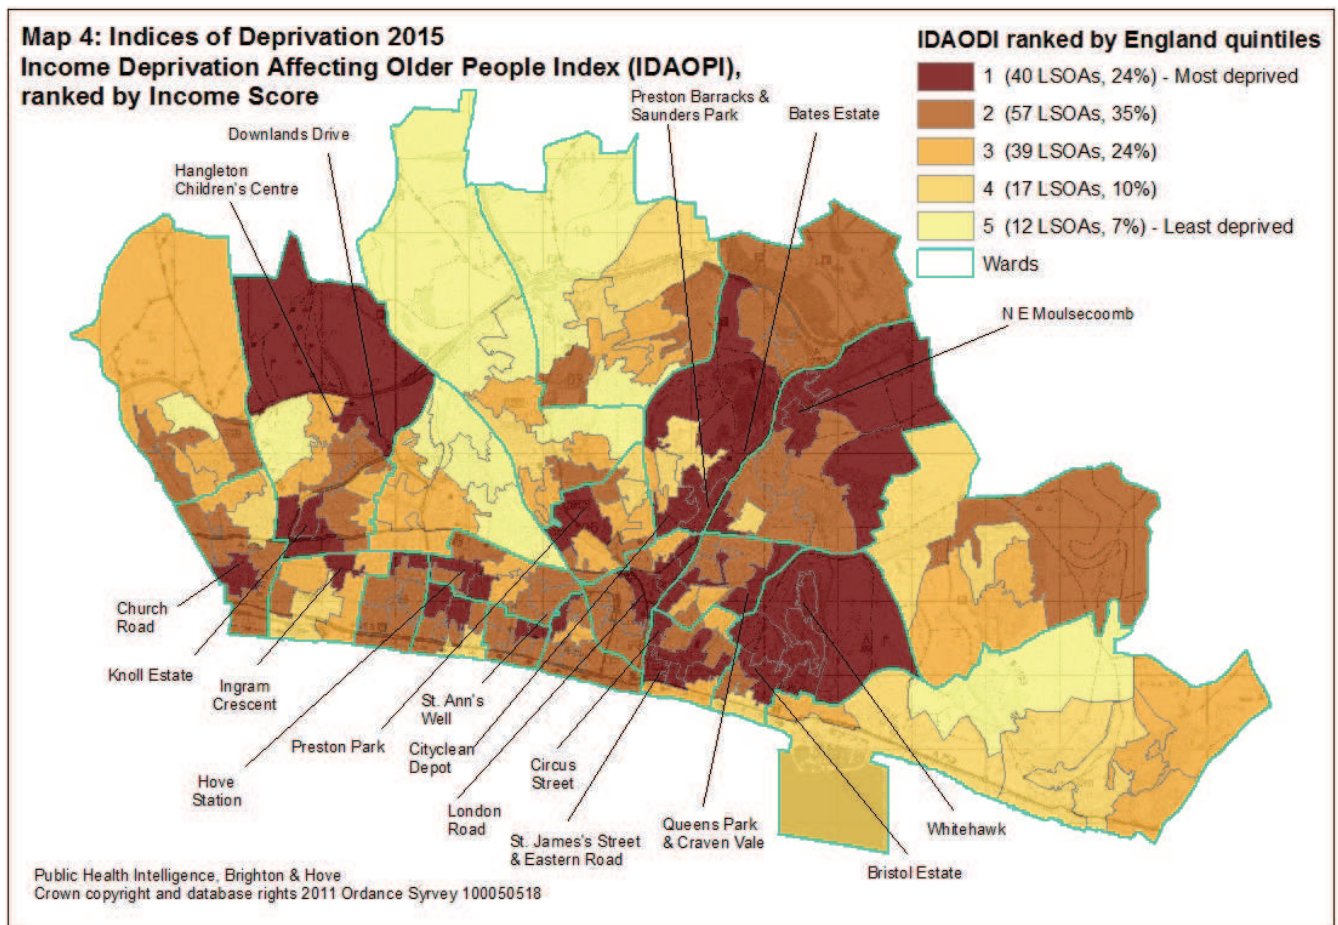 Map 4: Indices of Deprivation 2015
Income Deprivation Affecting Older People Index (IDAOPI),
ranked by Income Score
IDAODI ranked by England quintiles
1 (40 LSOAs, 24%) - Most deprived
2 (57 LSOAs, 35%)
3 (39 LSOAs, 24%)
4 (17 LSOAs, 10%)
5 (12 LSOAs, 7%) - Least deprived
Wards
Preston Barracks &
Saunders Park
Bates Estate
Downlands Drive
Hangleton
Children's Centre
N E Moulsecoomb
Church
Road
Knoll Estate
Ingram
Crescent
Hove
Station
Preston Park
St. Ann's
Well
Cityclean
Depot
London
Road
Circus
Street
St. James's Street
& Eastern Road
Queens Park
& Craven Vale
Whitehawk
Bristol Estate
Public Health Intelligence, Brighton & Hove
Crown copyright and database rights 2011 Ordance Syrvey 100050518